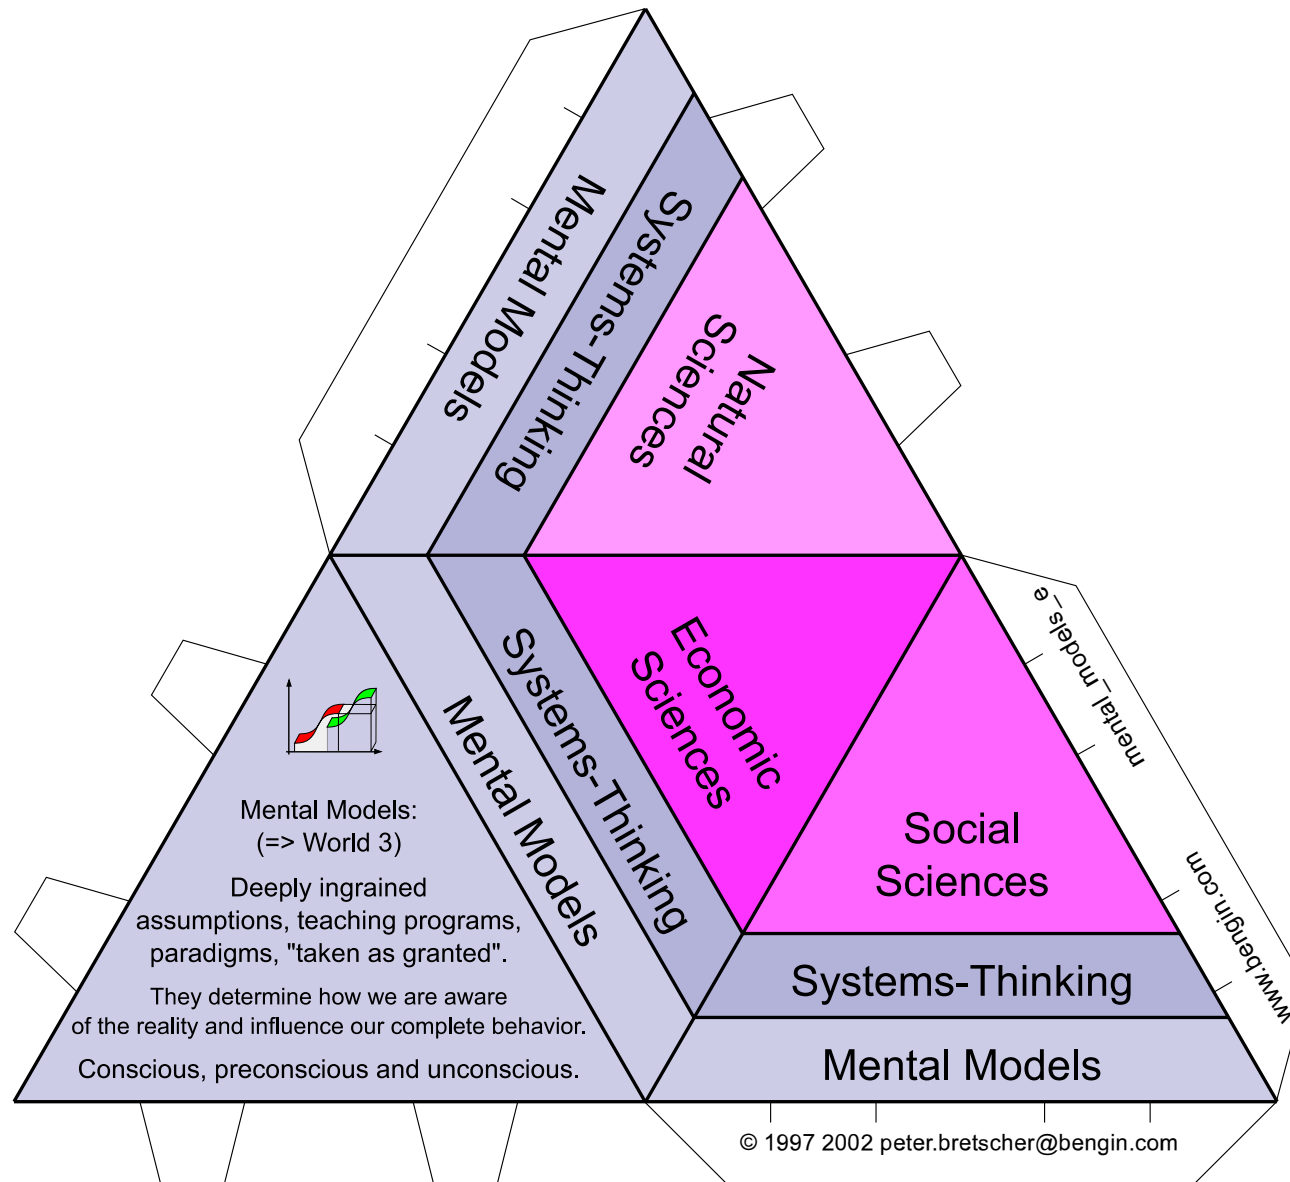 Mental Models
Systems-Thinking
Natural
Sciences
Mental Models
Systems-Thinking
Economic
Sciences
Social
Sciences
Systems-Thinking
Mental Models
Mental Models:
(=> World 3)
Deeply ingrained
assumptions, teaching programs,
paradigms, "taken as granted".
They determine how we are aware
of the reality and influence our complete behavior.
Conscious, preconscious and unconscious.
mental_models_e
www.bengin.com
© 1997 2002 peter.bretscher@bengin.com